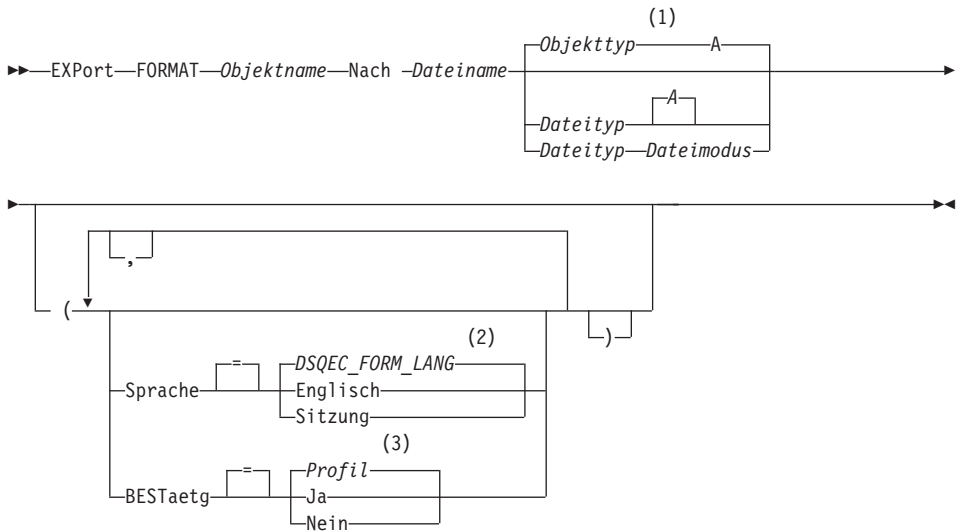 (1)
Objekttyp A
EXPort FORMAT Objektname Nach Dateiname
A
Dateityp
Dateityp Dateimodus
,
(
)
(2)
= DSQEC_FORM_LANG
Sprache Englisch
Sitzung
(3)
= Profil
BESTaetg Ja
Nein